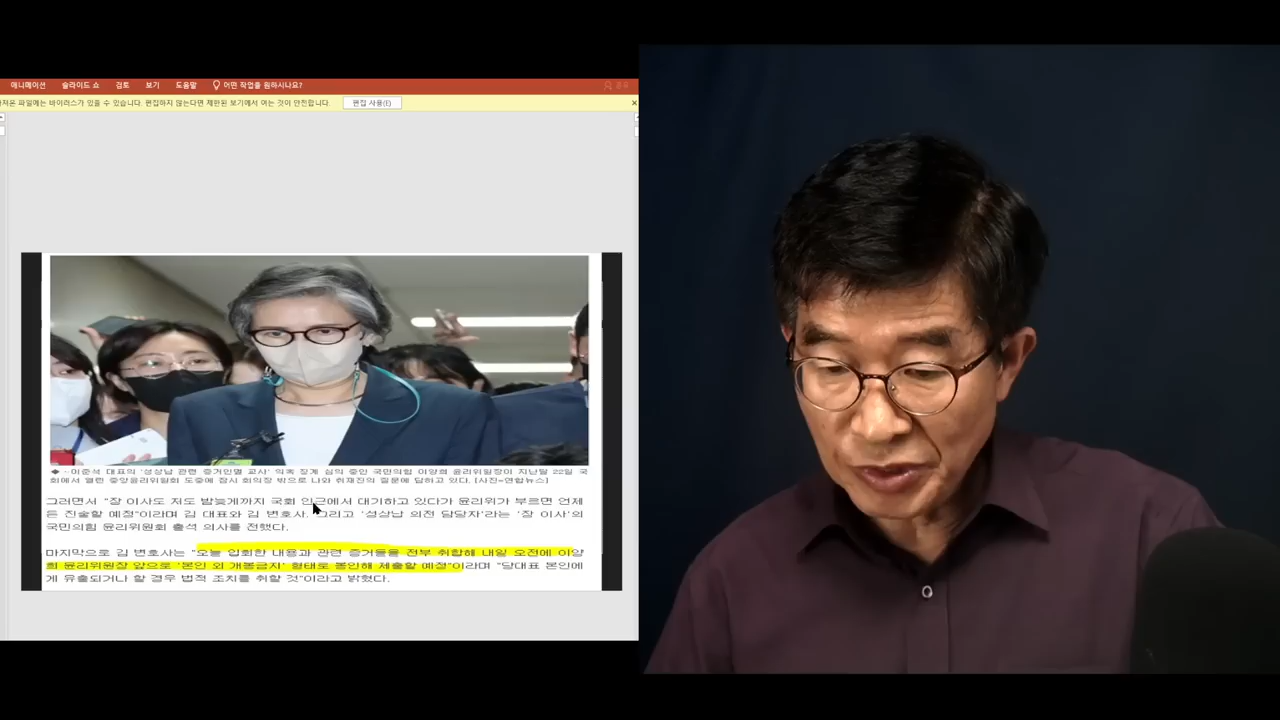 애니메이션 슬라이드 쇼 검토 보기 도움말 어떤 작업을 원하시나요? 공유
파일에는 바이러스가 있을 수 있습니다. 편집하지 않는다면 제한된 보기에서 여는 것이 안전합니다. 편집 사용(E)
◆ · 이준석 대표의 '성상납 관련 증거인멸 교사' 의혹 징계 심의 중인 국민의힘 이양희 윤리위원장이 지난달 22일 국
회에서 열린 중앙윤리위원회 도중에 잠시 회의장 밖으로 나와 취재진의 질문에 답하고 있다. [사진=연합뉴스]
그러면서 "장 이사도 저도 밤늦게까지 국회 인근에서 대기하고 있다가 윤리위가 부르면 언제
든 진술할 예정"이라며 김 대표와 김 변호사. 그리고 '성상납 의전 담당자'라는 '장 이사'의
국민의힘 윤리위원회 출석 의사를 전했다.
마지막으로 김 변호사는 "오늘 입회한 내용과 관련 증거들을 전부 취합해 내일 오전에 이양
희 윤리위원장 앞으로 '본인 외 개봉금지' 형태로 봉인해 제출할 예정"이라며 "당대표 본인에
게 유출되거나 할 경우 법적 조치를 취할 것"이라고 밝혔다.